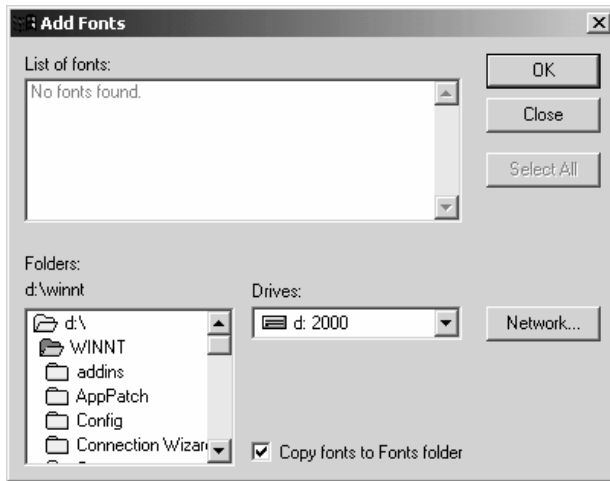 Add Fonts
List of fonts:
No fonts found.
OK
Close
Select All
Folders:
d:\winnt
Drives:
d:\
WINNT
addins
AppPatch
Config
Connection Wizar
d: 2000
Network...
Copy fonts to Fonts folder